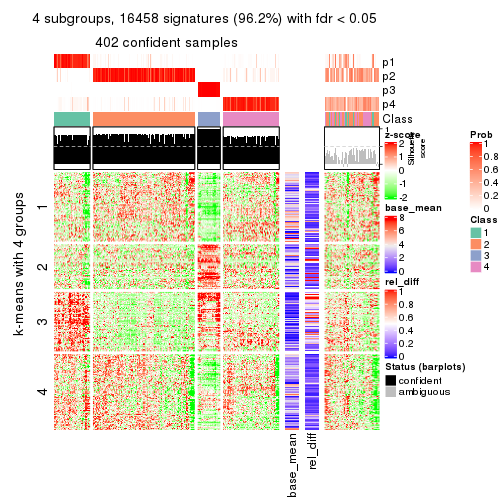 4 subgroups, 16458 signatures (96.2%) with fdr < 0.05
402 confident samples
p1
p2
p3
p4
Class
1
Silhouette
score
k-means with 4 groups
1
2
3
4
base_mean
rel_diff
z-score
2
1
0
-1
-2
base_mean
8
6
4
2
0
rel_diff
1
0.8
0.6
0.4
0.2
0
Status (barplots)
confident
ambiguous
Prob
1
0.8
0.6
0.4
0.2
0
Class
1
2
3
4